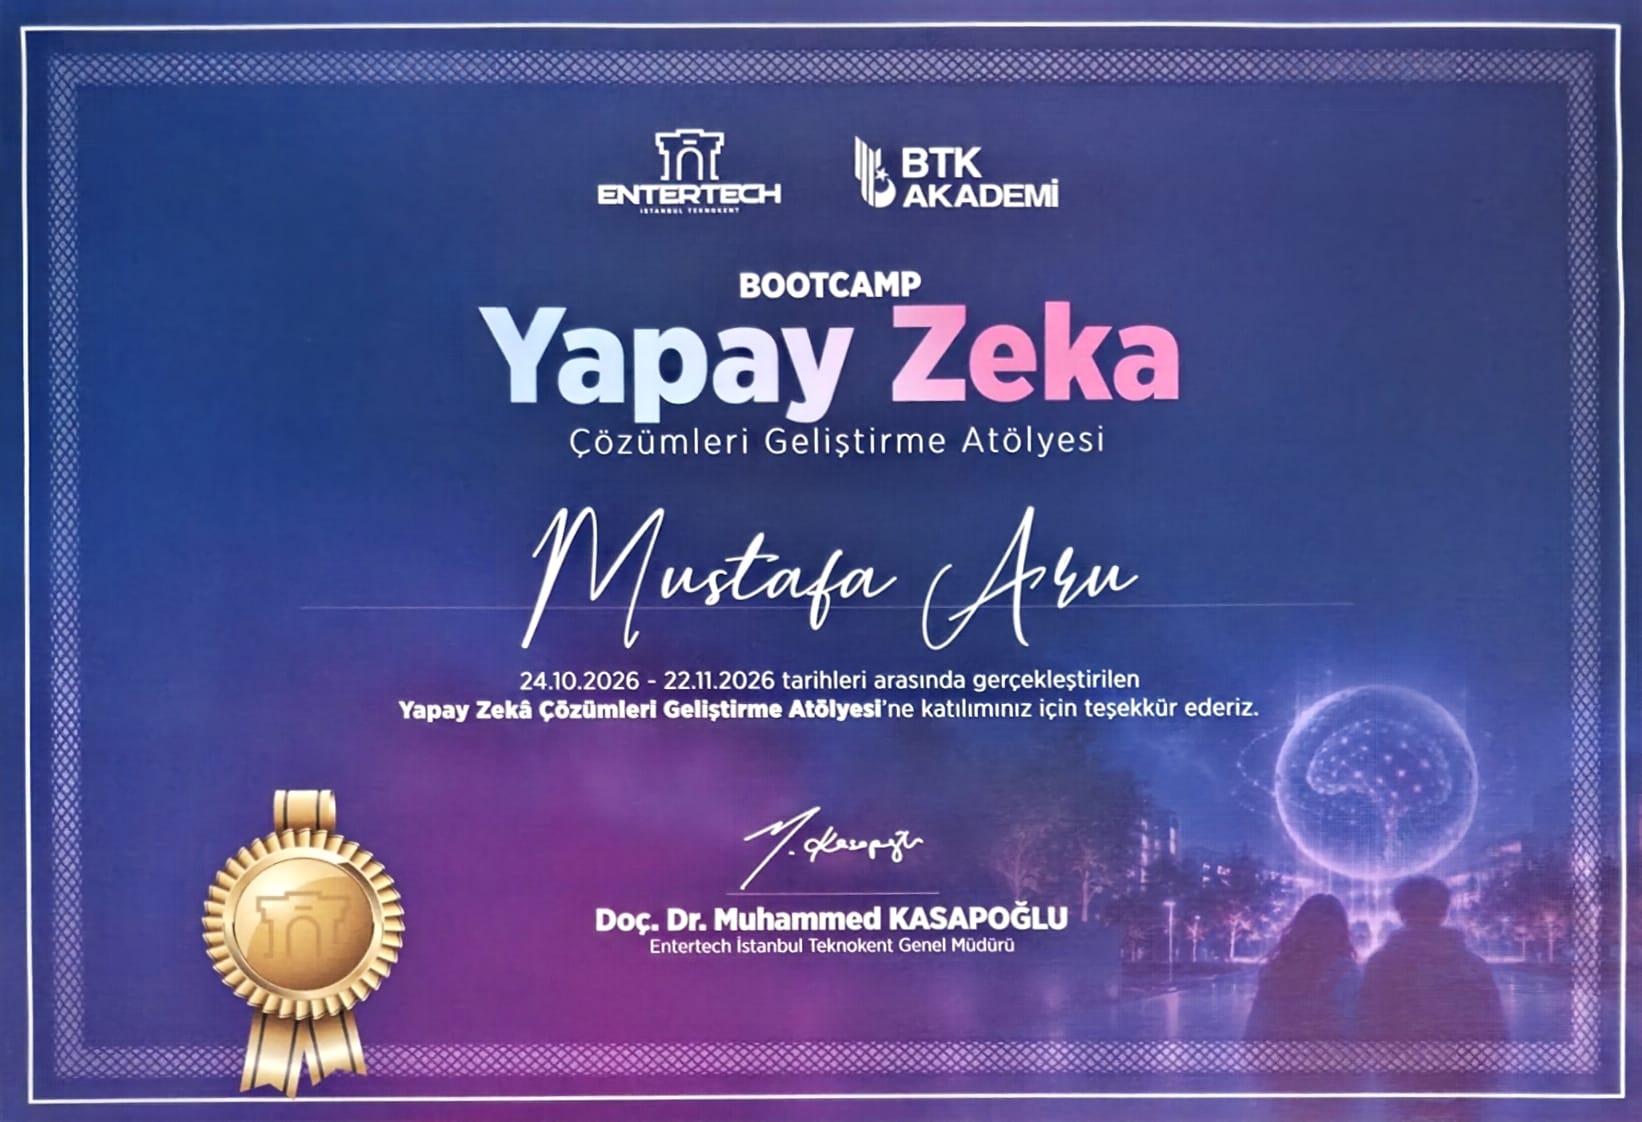 ENTERTECH
İSTANBUL TEKNOKENT
BTK
AKADEMİ
BOOTCAMP
Yapay Zeka
Çözümleri Geliştirme Atölyesi
Mustafa Aru
24.10.2026 - 22.11.2026 tarihleri arasında gerçekleştirilen
Yapay Zekâ Çözümleri Geliştirme Atölyesi'ne katılımınız için teşekkür ederiz.
M. Kasapoğlu
Doç. Dr. Muhammed KASAPOĞLU
Entertech İstanbul Teknokent Genel Müdürü